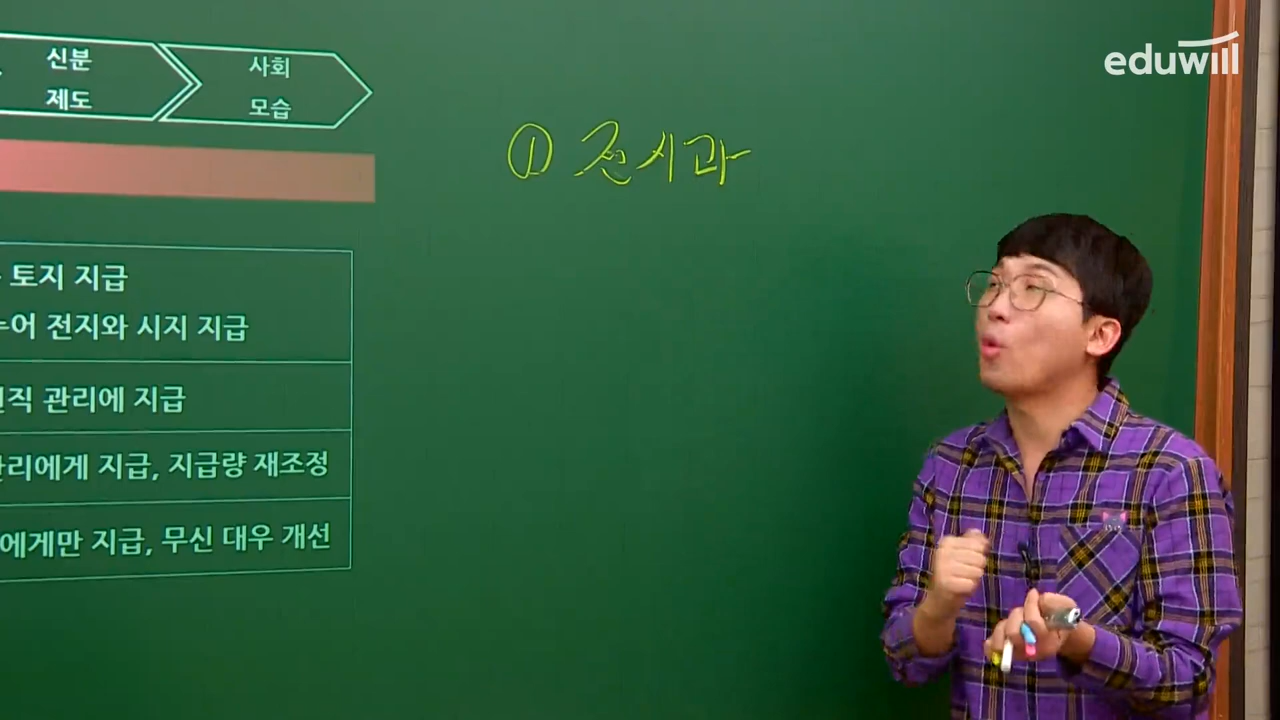 신분
제도
사회
모습
eduwill
① 전시과
토지 지급
누어 전지와 시지 지급
직 관리에 지급
관리에게 지급, 지급량 재조정
에게만 지급, 무신 대우 개선